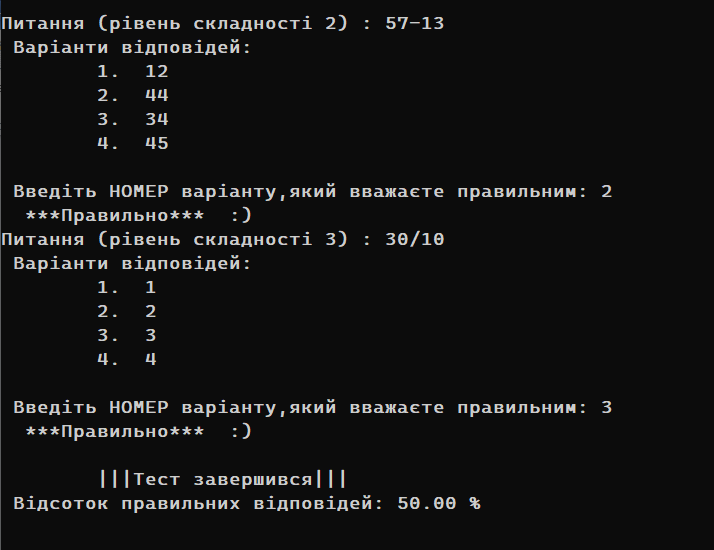 Питання (рівень складності 2) : 57-13
Варіанти відповідей:
1. 12
2. 44
3. 34
4. 45
Введіть НОМЕР варіанту,який вважаєте правильним: 2
***Правильно*** :)
Питання (рівень складності 3) : 30/10
Варіанти відповідей:
1. 1
2. 2
3. 3
4. 4
Введіть НОМЕР варіанту,який вважаєте правильним: 3
***Правильно*** :)
|||Тест завершився|||
Відсоток правильних відповідей: 50.00 %